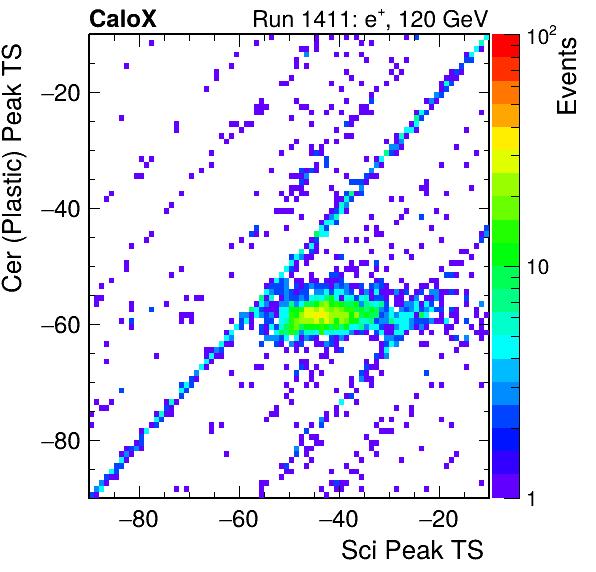 CaloX Run 1411: e⁺, 120 GeV
Cer (Plastic) Peak TS
−20
−40
−60
−80
−80 −60 −40 −20
Sci Peak TS
10²
10
1
Events